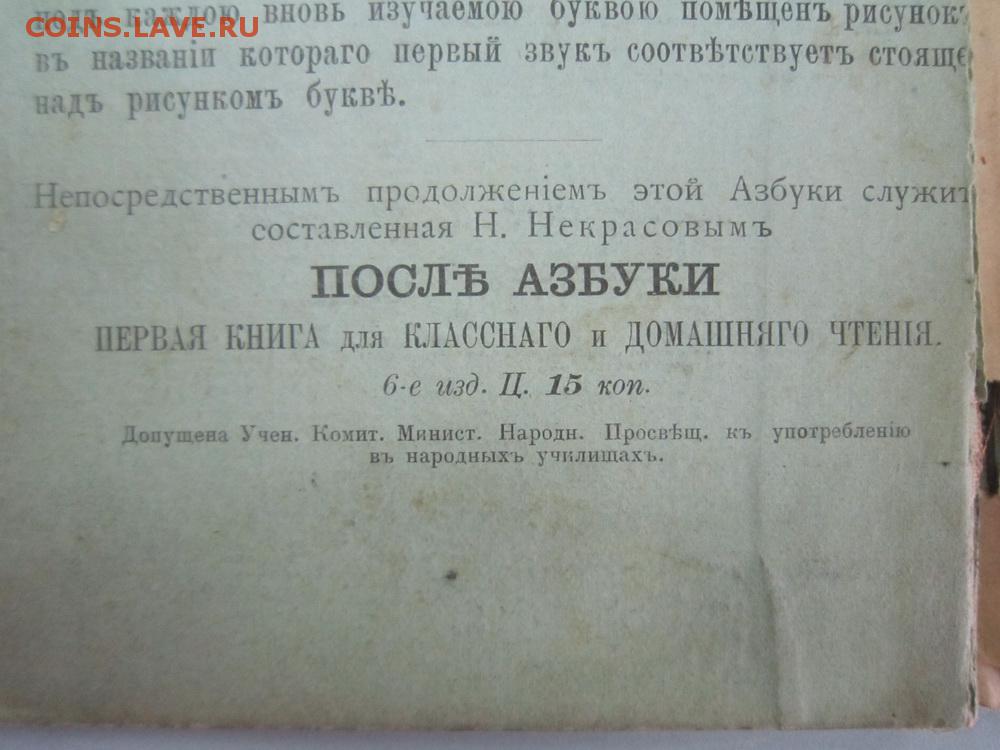 COINS.LAVE.RU
подъ каждою вновь изучаемою буквою помѣщенъ рисунокъ
въ названіи котораго первый звукъ соотвѣтствуетъ стояще
надъ рисункомъ буквѣ.
Непосредственнымъ продолженіемъ этой Азбуки служит
составленная Н. Некрасовымъ
ПОСЛѢ АЗБУКИ
ПЕРВАЯ КНИГА для КЛАССНАГО и ДОМАШНЯГО ЧТЕНІЯ.
6-е изд. Ц. 15 коп.
Допущена Учен. Комит. Минист. Народн. Просвѣщ. къ употребленію
въ народныхъ училищахъ.